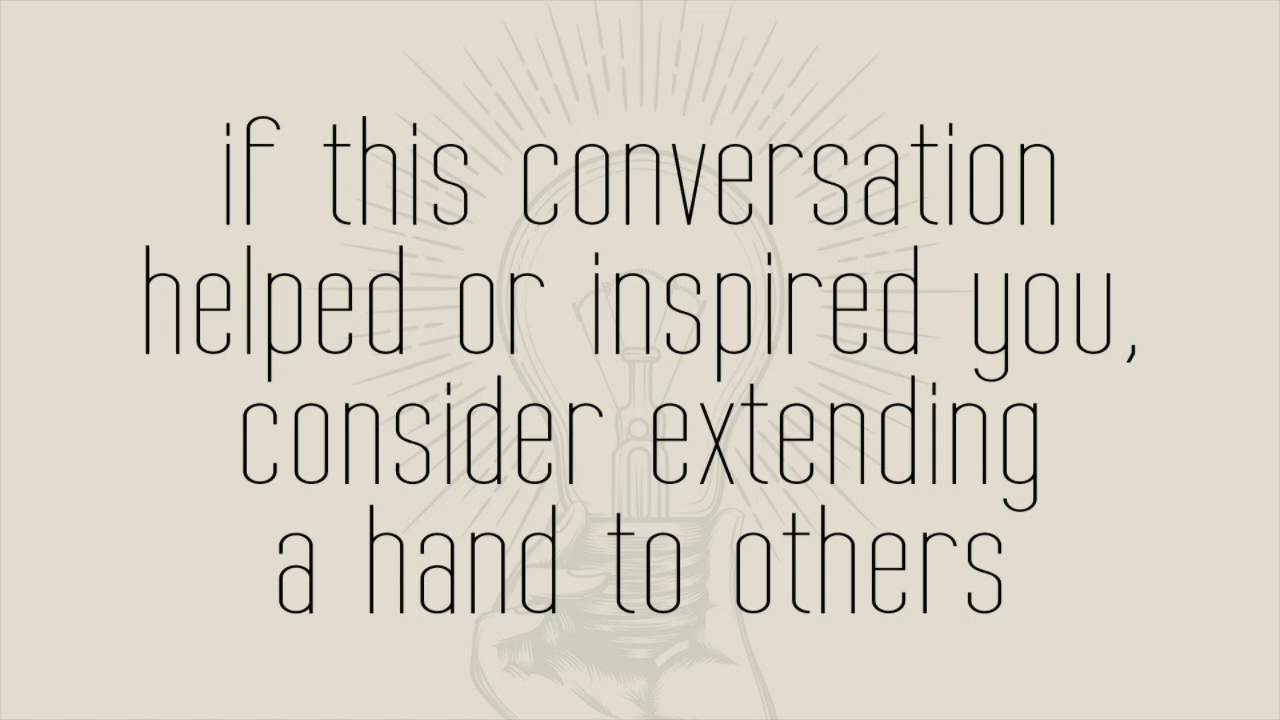 if this conversation
helped or inspired you,
consider extending
a hand to others